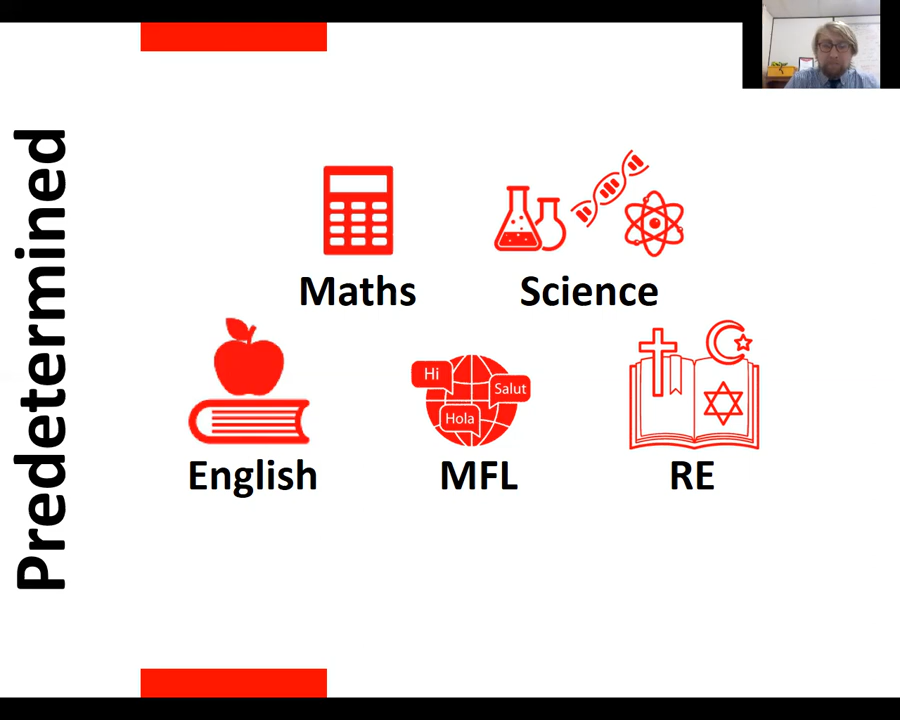 Predetermined
Maths
Science
Hi
Salut
Hola
English
MFL
RE